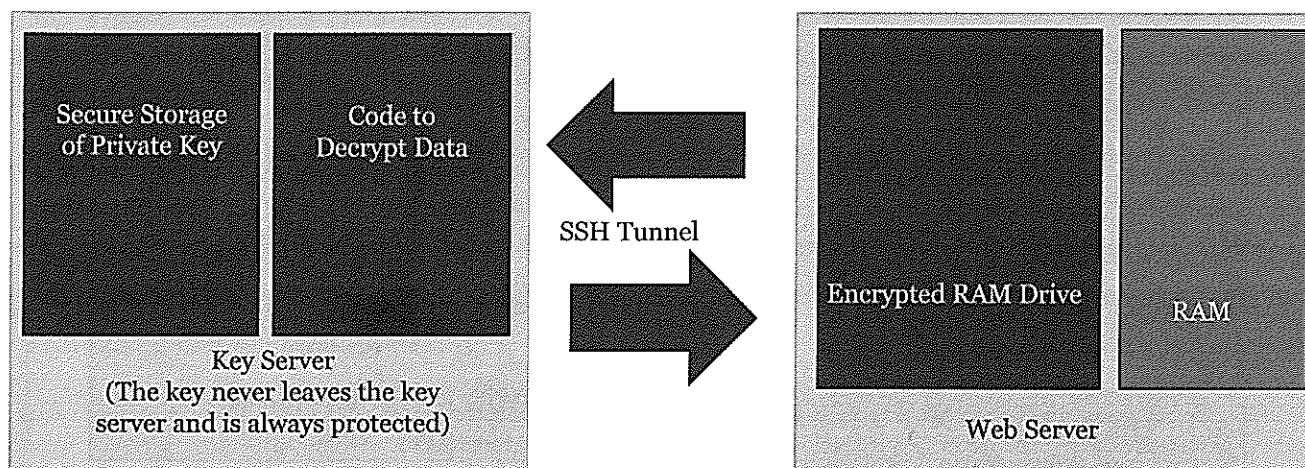 Secure Storage
of Private Key
Code to
Decrypt Data
Key Server
(The key never leaves the key
server and is always protected)
SSH Tunnel
Encrypted RAM Drive
RAM
Web Server